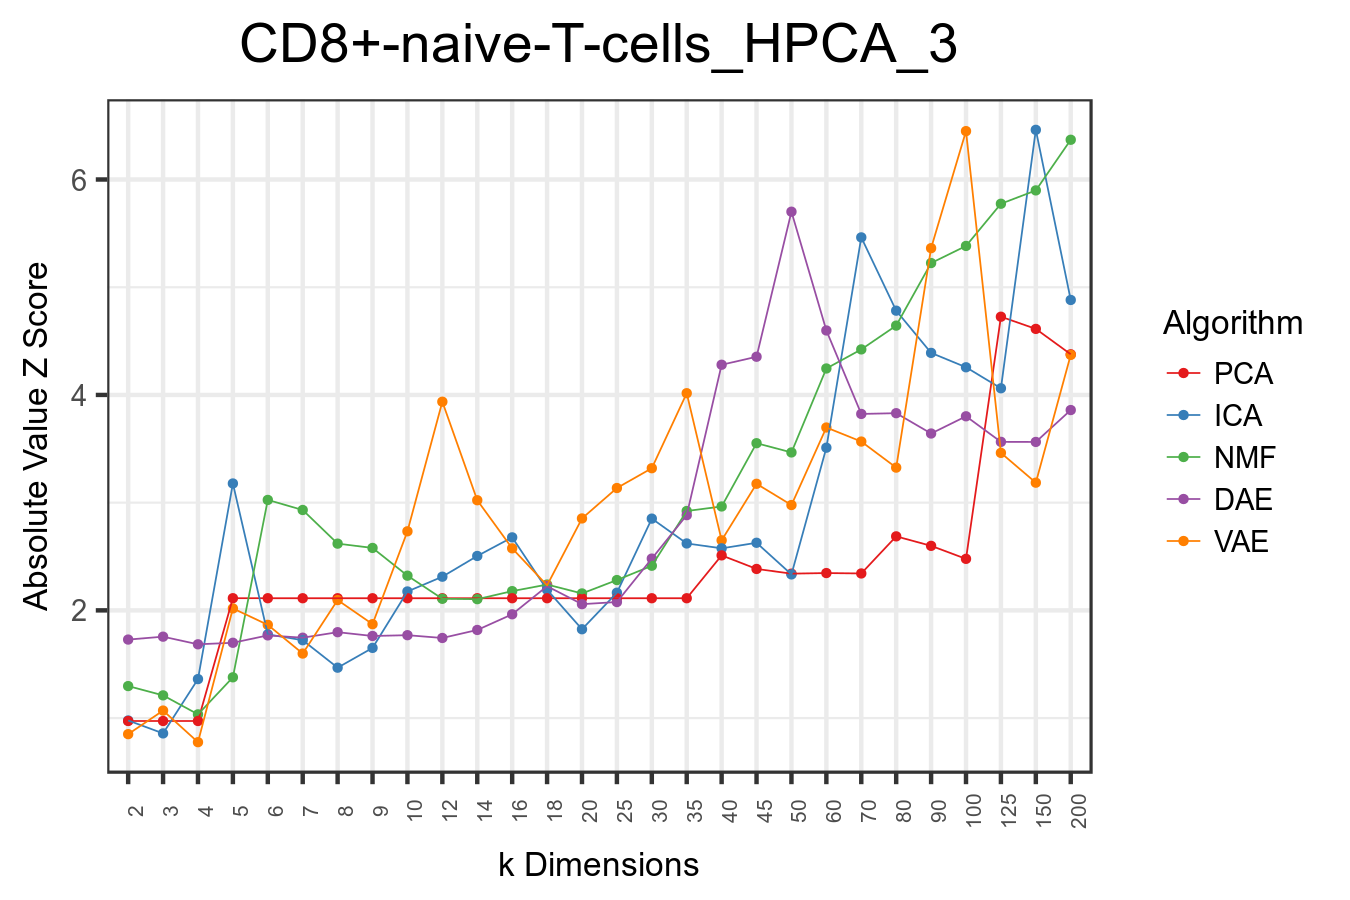 CD8+-naive-T-cells_HPCA_3
Absolute Value Z Score
6
4
2
2 3 4 5 6 7 8 9 10 12 14 16 18 20 25 30 35 40 45 50 60 70 80 90 100 125 150 200
k Dimensions
Algorithm
PCA
ICA
NMF
DAE
VAE